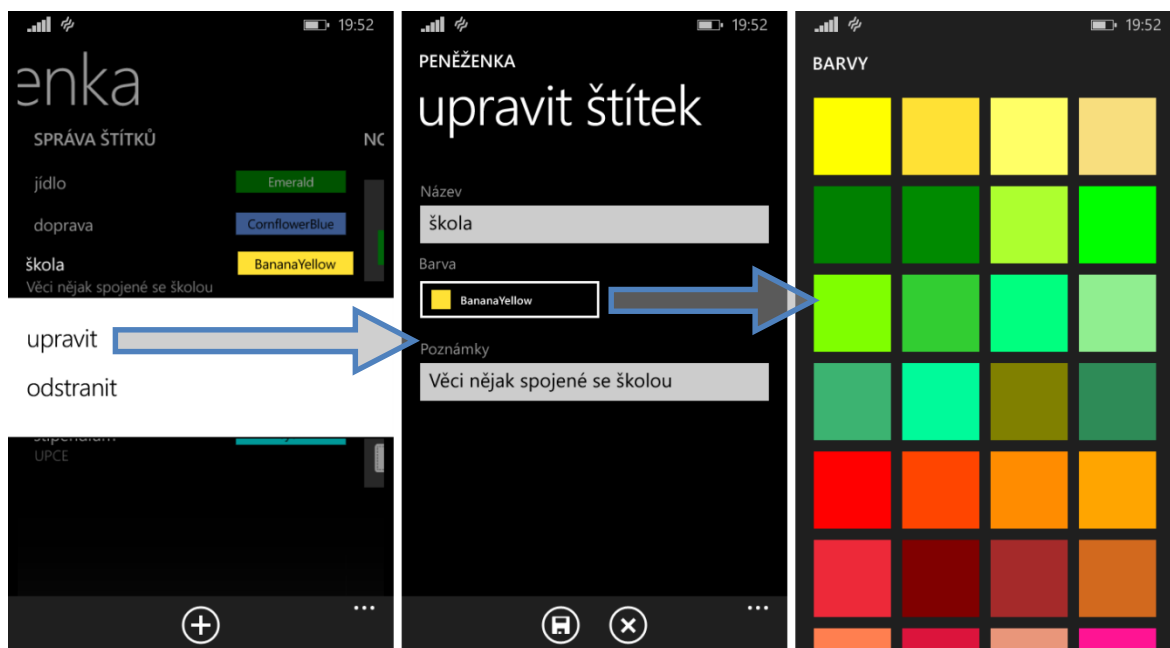 19:52
enka
SPRÁVA ŠTÍTKŮ
NO
jídlo
Emerald
doprava
CornflowerBlue
škola
BananaYellow
Věci nějak spojené se školou
upravit
odstranit
UPCE
19:52
PENĚŽENKA
upravit štítek
Název
škola
Barva
BananaYellow
Poznámky
Věci nějak spojené se školou
19:52
BARVY